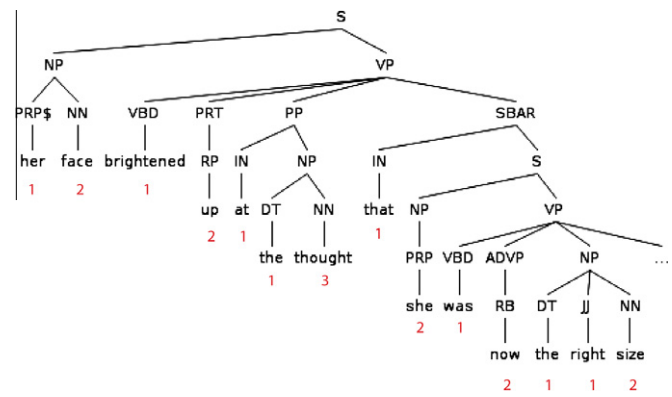 S
NP VP
PRP$ NN VBD PRT PP SBAR
her face brightened RP IN NP IN S
1 2 1
up at DT NN that NP VP
2 1 1
the thought PRP VBD ADVP NP ...
1 3
she was RB DT JJ NN
2 1
now the right size
2 1 1 2